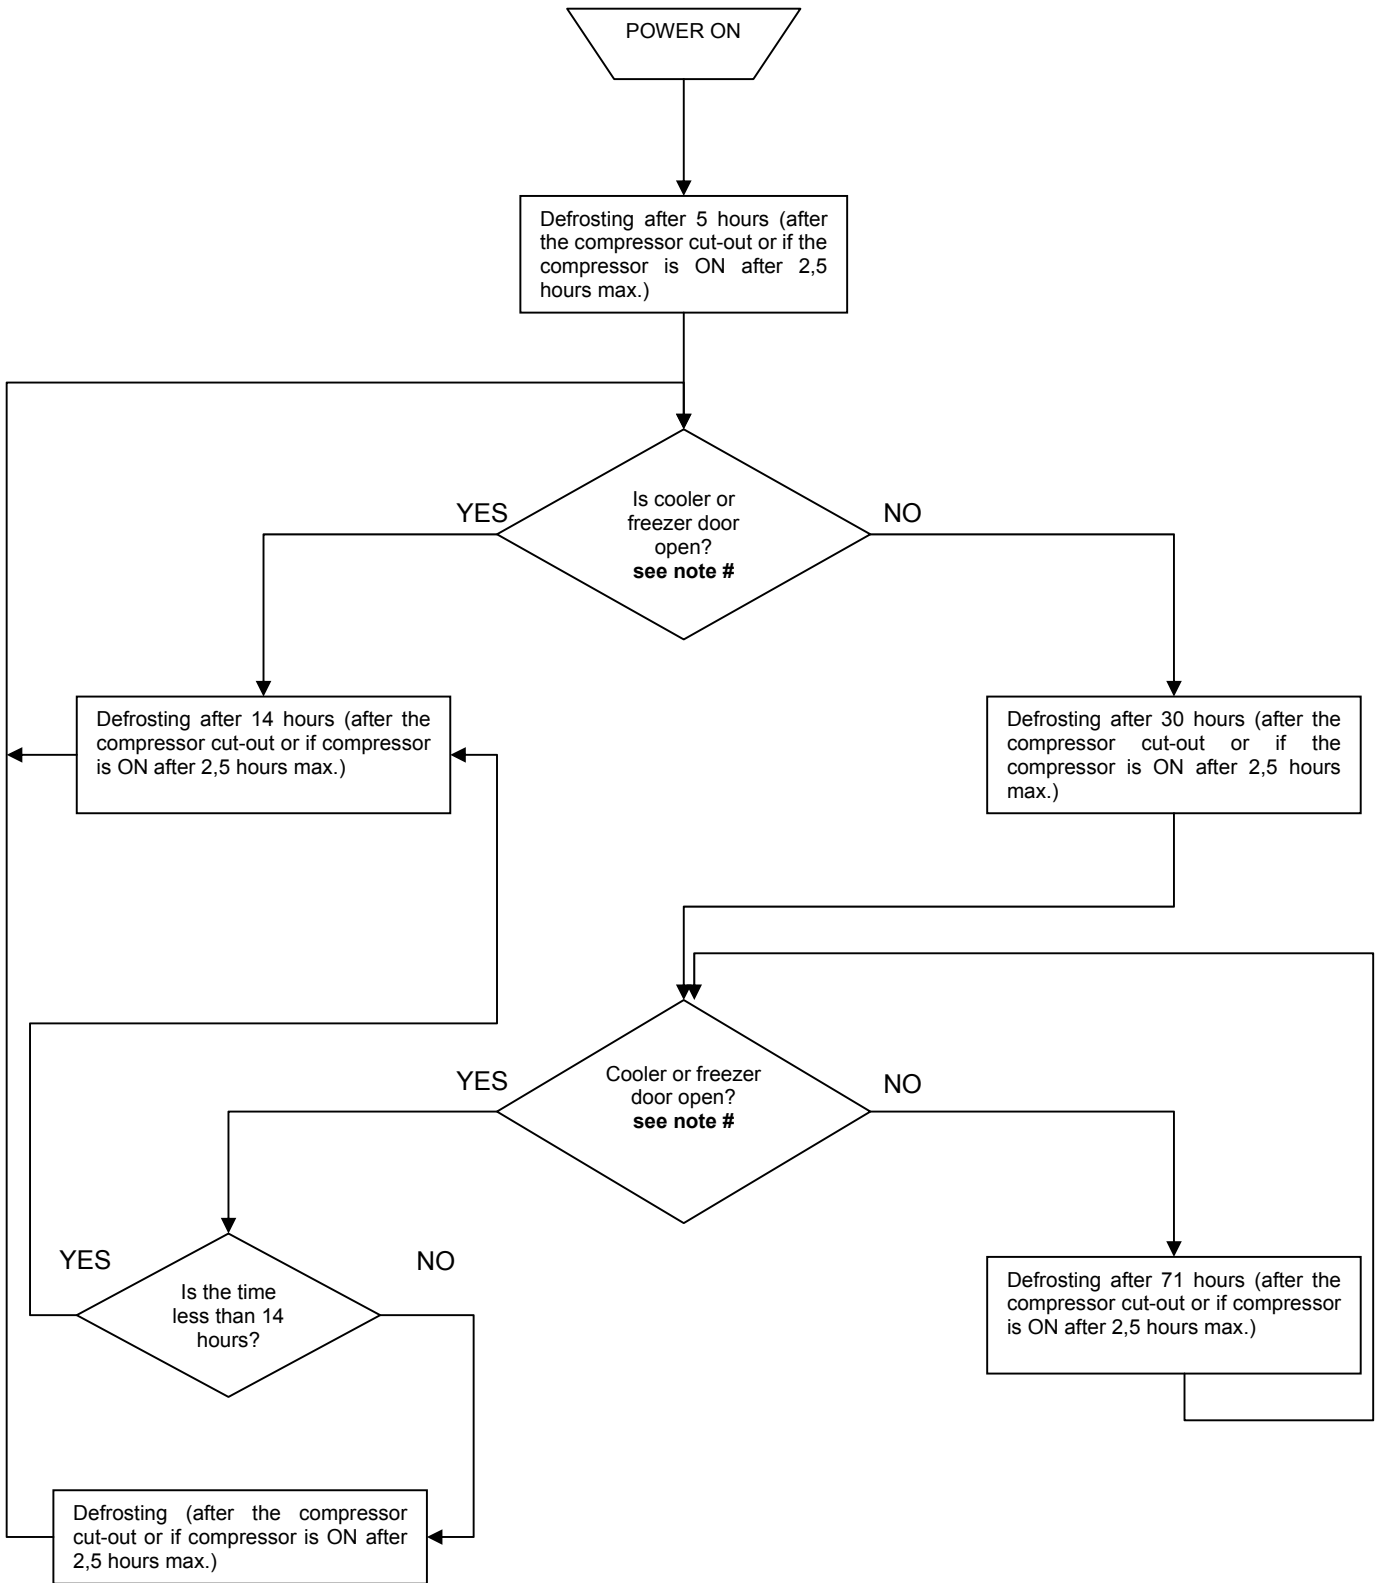 POWER ON
Defrosting after 5 hours (after
the compressor cut-out or if the
compressor is ON after 2,5
hours max.)
Is cooler or
freezer door
open?
see note #
YES
NO
Defrosting after 14 hours (after the
compressor cut-out or if compressor
is ON after 2,5 hours max.)
Defrosting after 30 hours (after the
compressor cut-out or if the
compressor is ON after 2,5 hours
max.)
Cooler or freezer
door open?
see note #
YES
NO
Is the time
less than 14
hours?
YES
NO
Defrosting after 71 hours (after the
compressor cut-out or if compressor
is ON after 2,5 hours max.)
Defrosting (after the compressor
cut-out or if compressor is ON after
2,5 hours max.)